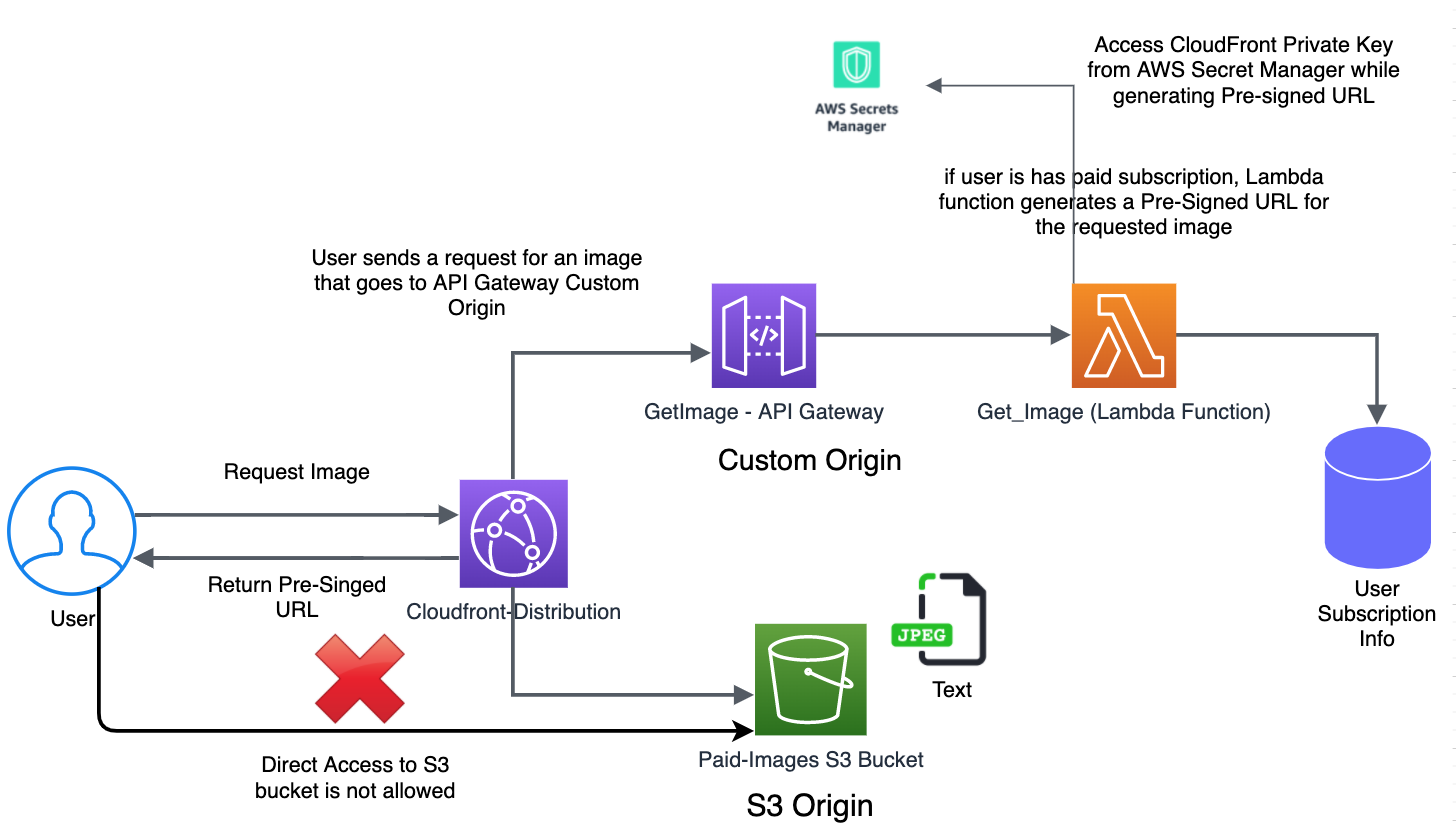 Access CloudFront Private Key
from AWS Secret Manager while
generating Pre-signed URL
AWS Secrets
Manager
if user is has paid subscription, Lambda
function generates a Pre-Signed URL for
the requested image
User sends a request for an image
that goes to API Gateway Custom
Origin
</>
GetImage - API Gateway
Get_Image (Lambda Function)
Custom Origin
Request Image
Return Pre-Singed
URL
User
Cloudfront-Distribution
User
Subscription
Info
JPEG
Text
Direct Access to S3
bucket is not allowed
Paid-Images S3 Bucket
S3 Origin